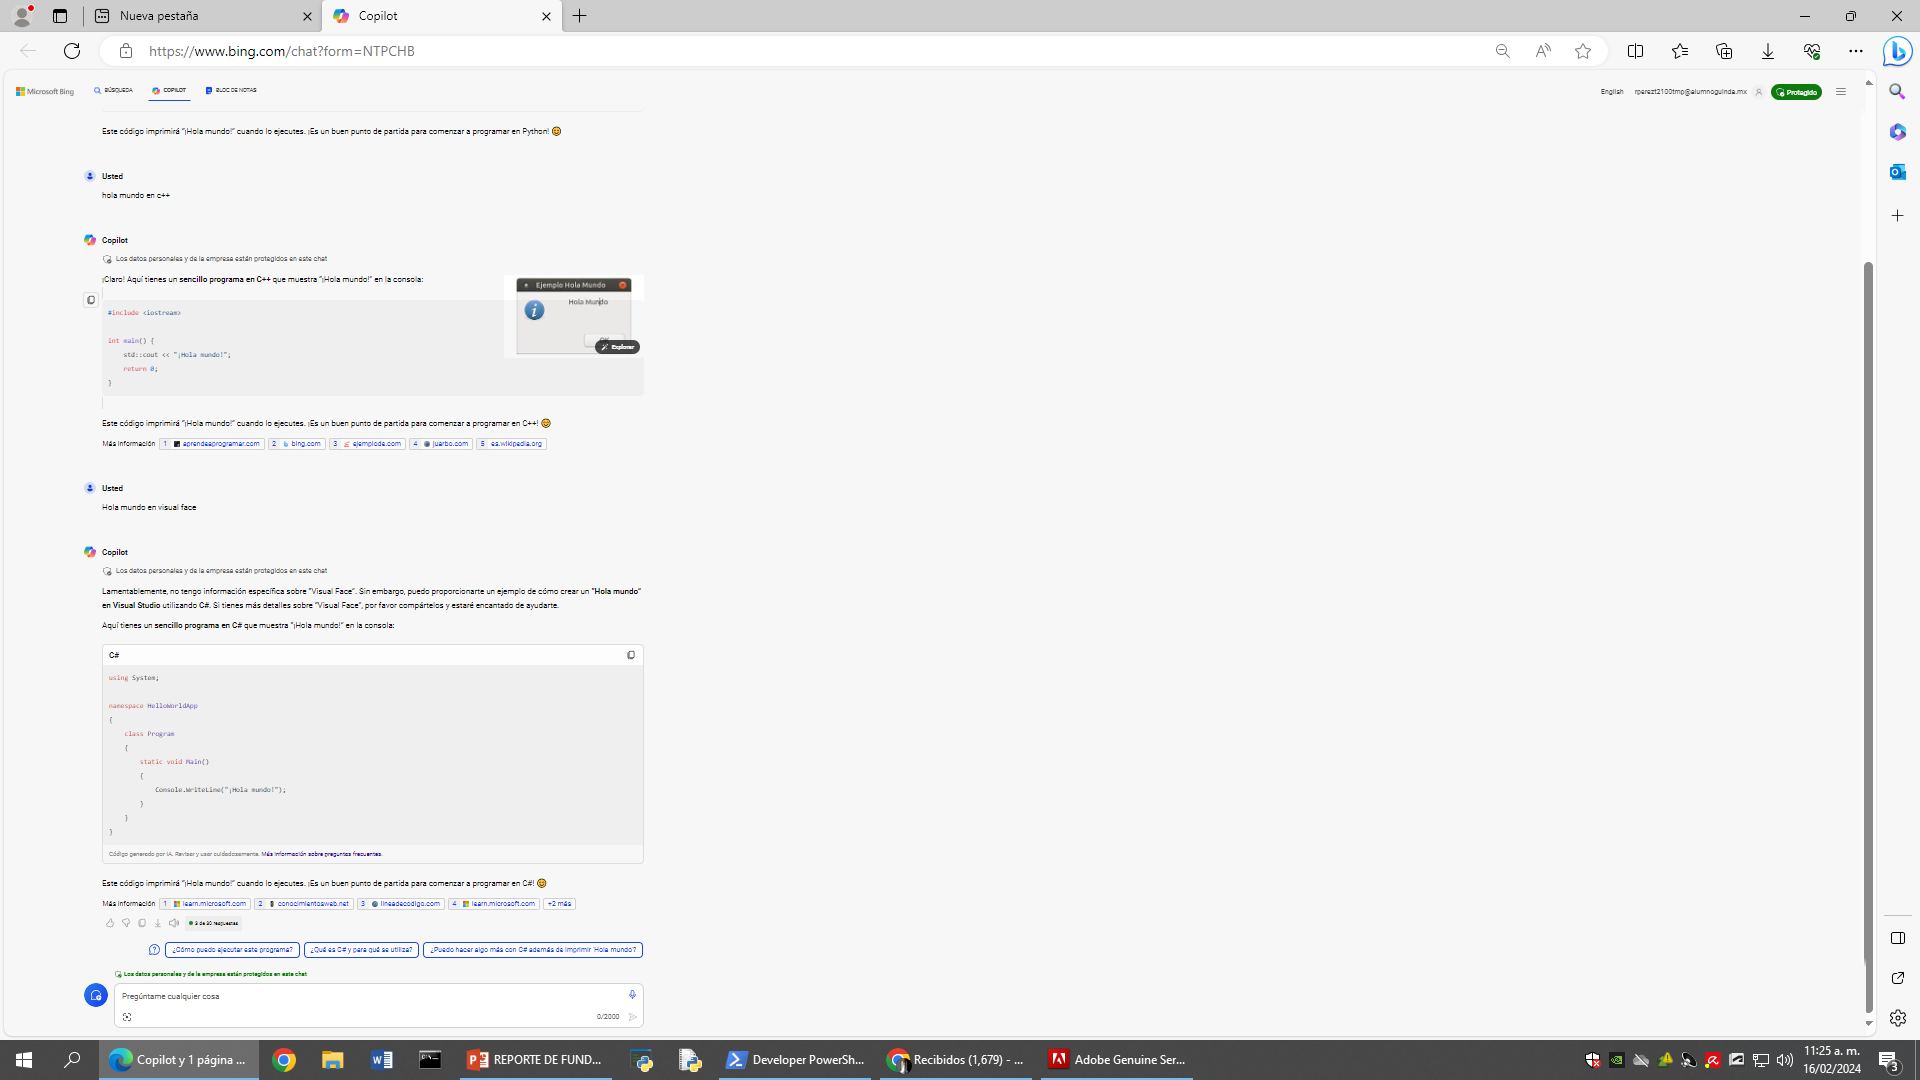 Nueva pestaña
Copilot
https://www.bing.com/chat?form=NTPCHB
Microsoft Bing
BÚSQUEDA
COPILOT
BLOC DE NOTAS
English
rperezt2100tmp@alumnoguinda.mx
Protegido
Este código imprimirá "¡Hola mundo!" cuando lo ejecutes. ¡Es un buen punto de partida para comenzar a programar en Python! 😊
Usted
hola mundo en c++
Copilot
Los datos personales y de la empresa están protegidos en este chat
¡Claro! Aquí tienes un sencillo programa en C++ que muestra "¡Hola mundo!" en la consola:
Ejemplo Hola Mundo
Hola Mundo
OK
Explorar
#include <iostream>
int main() {
std::cout << "¡Hola mundo!";
return 0;
}
Este código imprimirá "¡Hola mundo!" cuando lo ejecutes. ¡Es un buen punto de partida para comenzar a programar en C++! 😊
Más información 1 aprendeaprogramar.com 2 bing.com 3 ejemplode.com 4 juarbo.com 5 es.wikipedia.org
Usted
Hola mundo en visual face
Copilot
Los datos personales y de la empresa están protegidos en este chat
Lamentablemente, no tengo información específica sobre "Visual Face". Sin embargo, puedo proporcionarte un ejemplo de cómo crear un "Hola mundo"
en Visual Studio utilizando C#. Si tienes más detalles sobre "Visual Face", por favor compártelos y estaré encantado de ayudarte.
Aquí tienes un sencillo programa en C# que muestra "¡Hola mundo!" en la consola:
C#
using System;
namespace HelloWorldApp
{
class Program
{
static void Main()
{
Console.WriteLine("¡Hola mundo!");
}
}
}
Código generado por IA. Revisar y usar cuidadosamente. Más información sobre preguntas frecuentes.
Este código imprimirá "¡Hola mundo!" cuando lo ejecutes. ¡Es un buen punto de partida para comenzar a programar en C#! 😊
Más información 1 learn.microsoft.com 2 conocimientosweb.net 3 lineadecodigo.com 4 learn.microsoft.com +2 más
3 de 30 respuestas
¿Cómo puedo ejecutar este programa?
¿Qué es C# y para qué se utiliza?
¿Puedo hacer algo más con C# además de imprimir 'Hola mundo'?
Los datos personales y de la empresa están protegidos en este chat
Pregúntame cualquier cosa
0/2000
Copilot y 1 página ...
REPORTE DE FUND...
Developer PowerSh...
Recibidos (1,679) - ...
Adobe Genuine Ser...
11:25 a. m.
16/02/2024
3